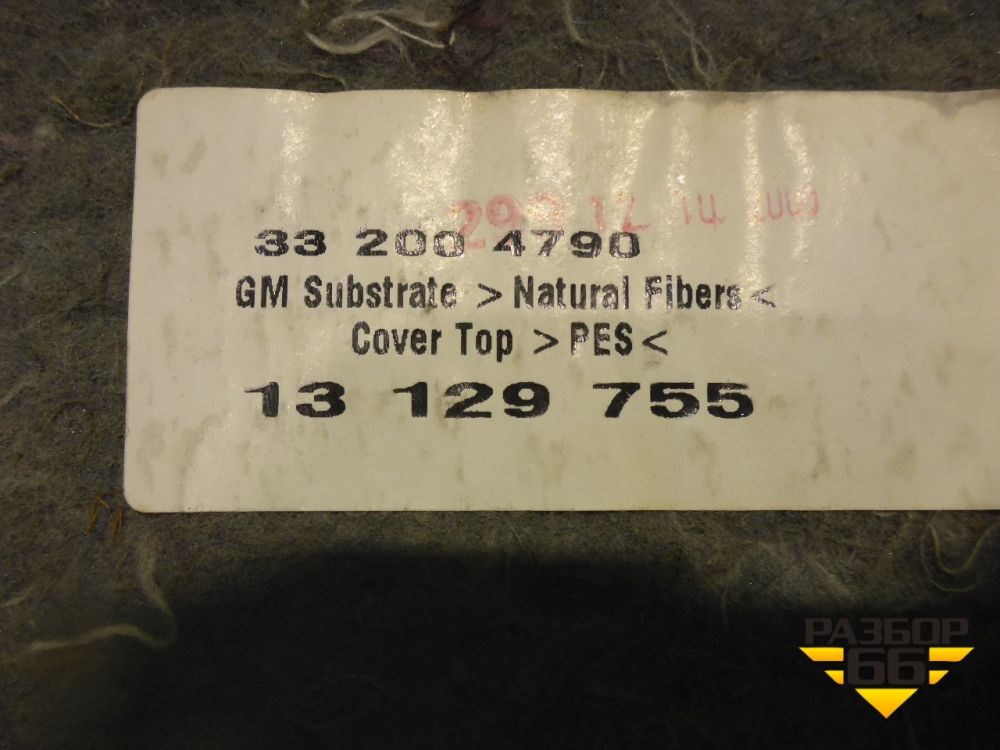 33 200 4790
GM Substrate > Natural Fibers <
Cover Top > PES <
13 129 755
РАЗБОР
66